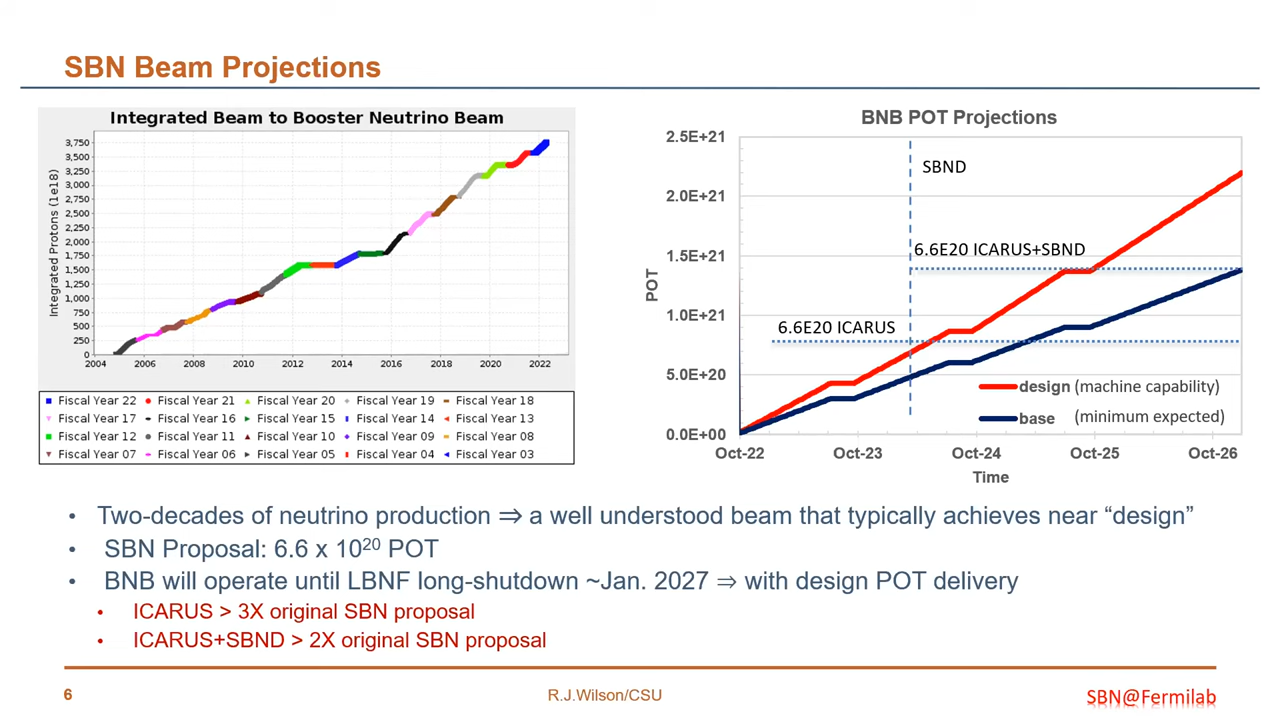 SBN Beam Projections
Integrated Beam to Booster Neutrino Beam
Integrated Protons (1e18)
3,750
3,500
3,250
3,000
2,750
2,500
2,250
2,000
1,750
1,500
1,250
1,000
750
500
250
0
2004 2006 2008 2010 2012 2014 2016 2018 2020 2022
Fiscal Year 22 Fiscal Year 21 Fiscal Year 20 Fiscal Year 19 Fiscal Year 18
Fiscal Year 17 Fiscal Year 16 Fiscal Year 15 Fiscal Year 14 Fiscal Year 13
Fiscal Year 12 Fiscal Year 11 Fiscal Year 10 Fiscal Year 09 Fiscal Year 08
Fiscal Year 07 Fiscal Year 06 Fiscal Year 05 Fiscal Year 04 Fiscal Year 03
BNB POT Projections
POT
2.5E+21
2.0E+21
1.5E+21
1.0E+21
5.0E+20
0.0E+00
SBND
6.6E20 ICARUS+SBND
6.6E20 ICARUS
design (machine capability)
base (minimum expected)
Oct-22 Oct-23 Oct-24 Oct-25 Oct-26
Time
• Two-decades of neutrino production ⇒ a well understood beam that typically achieves near “design”
• SBN Proposal: 6.6 x 10²⁰ POT
• BNB will operate until LBNF long-shutdown ~Jan. 2027 ⇒ with design POT delivery
• ICARUS > 3X original SBN proposal
• ICARUS+SBND > 2X original SBN proposal
6 R.J.Wilson/CSU SBN@Fermilab